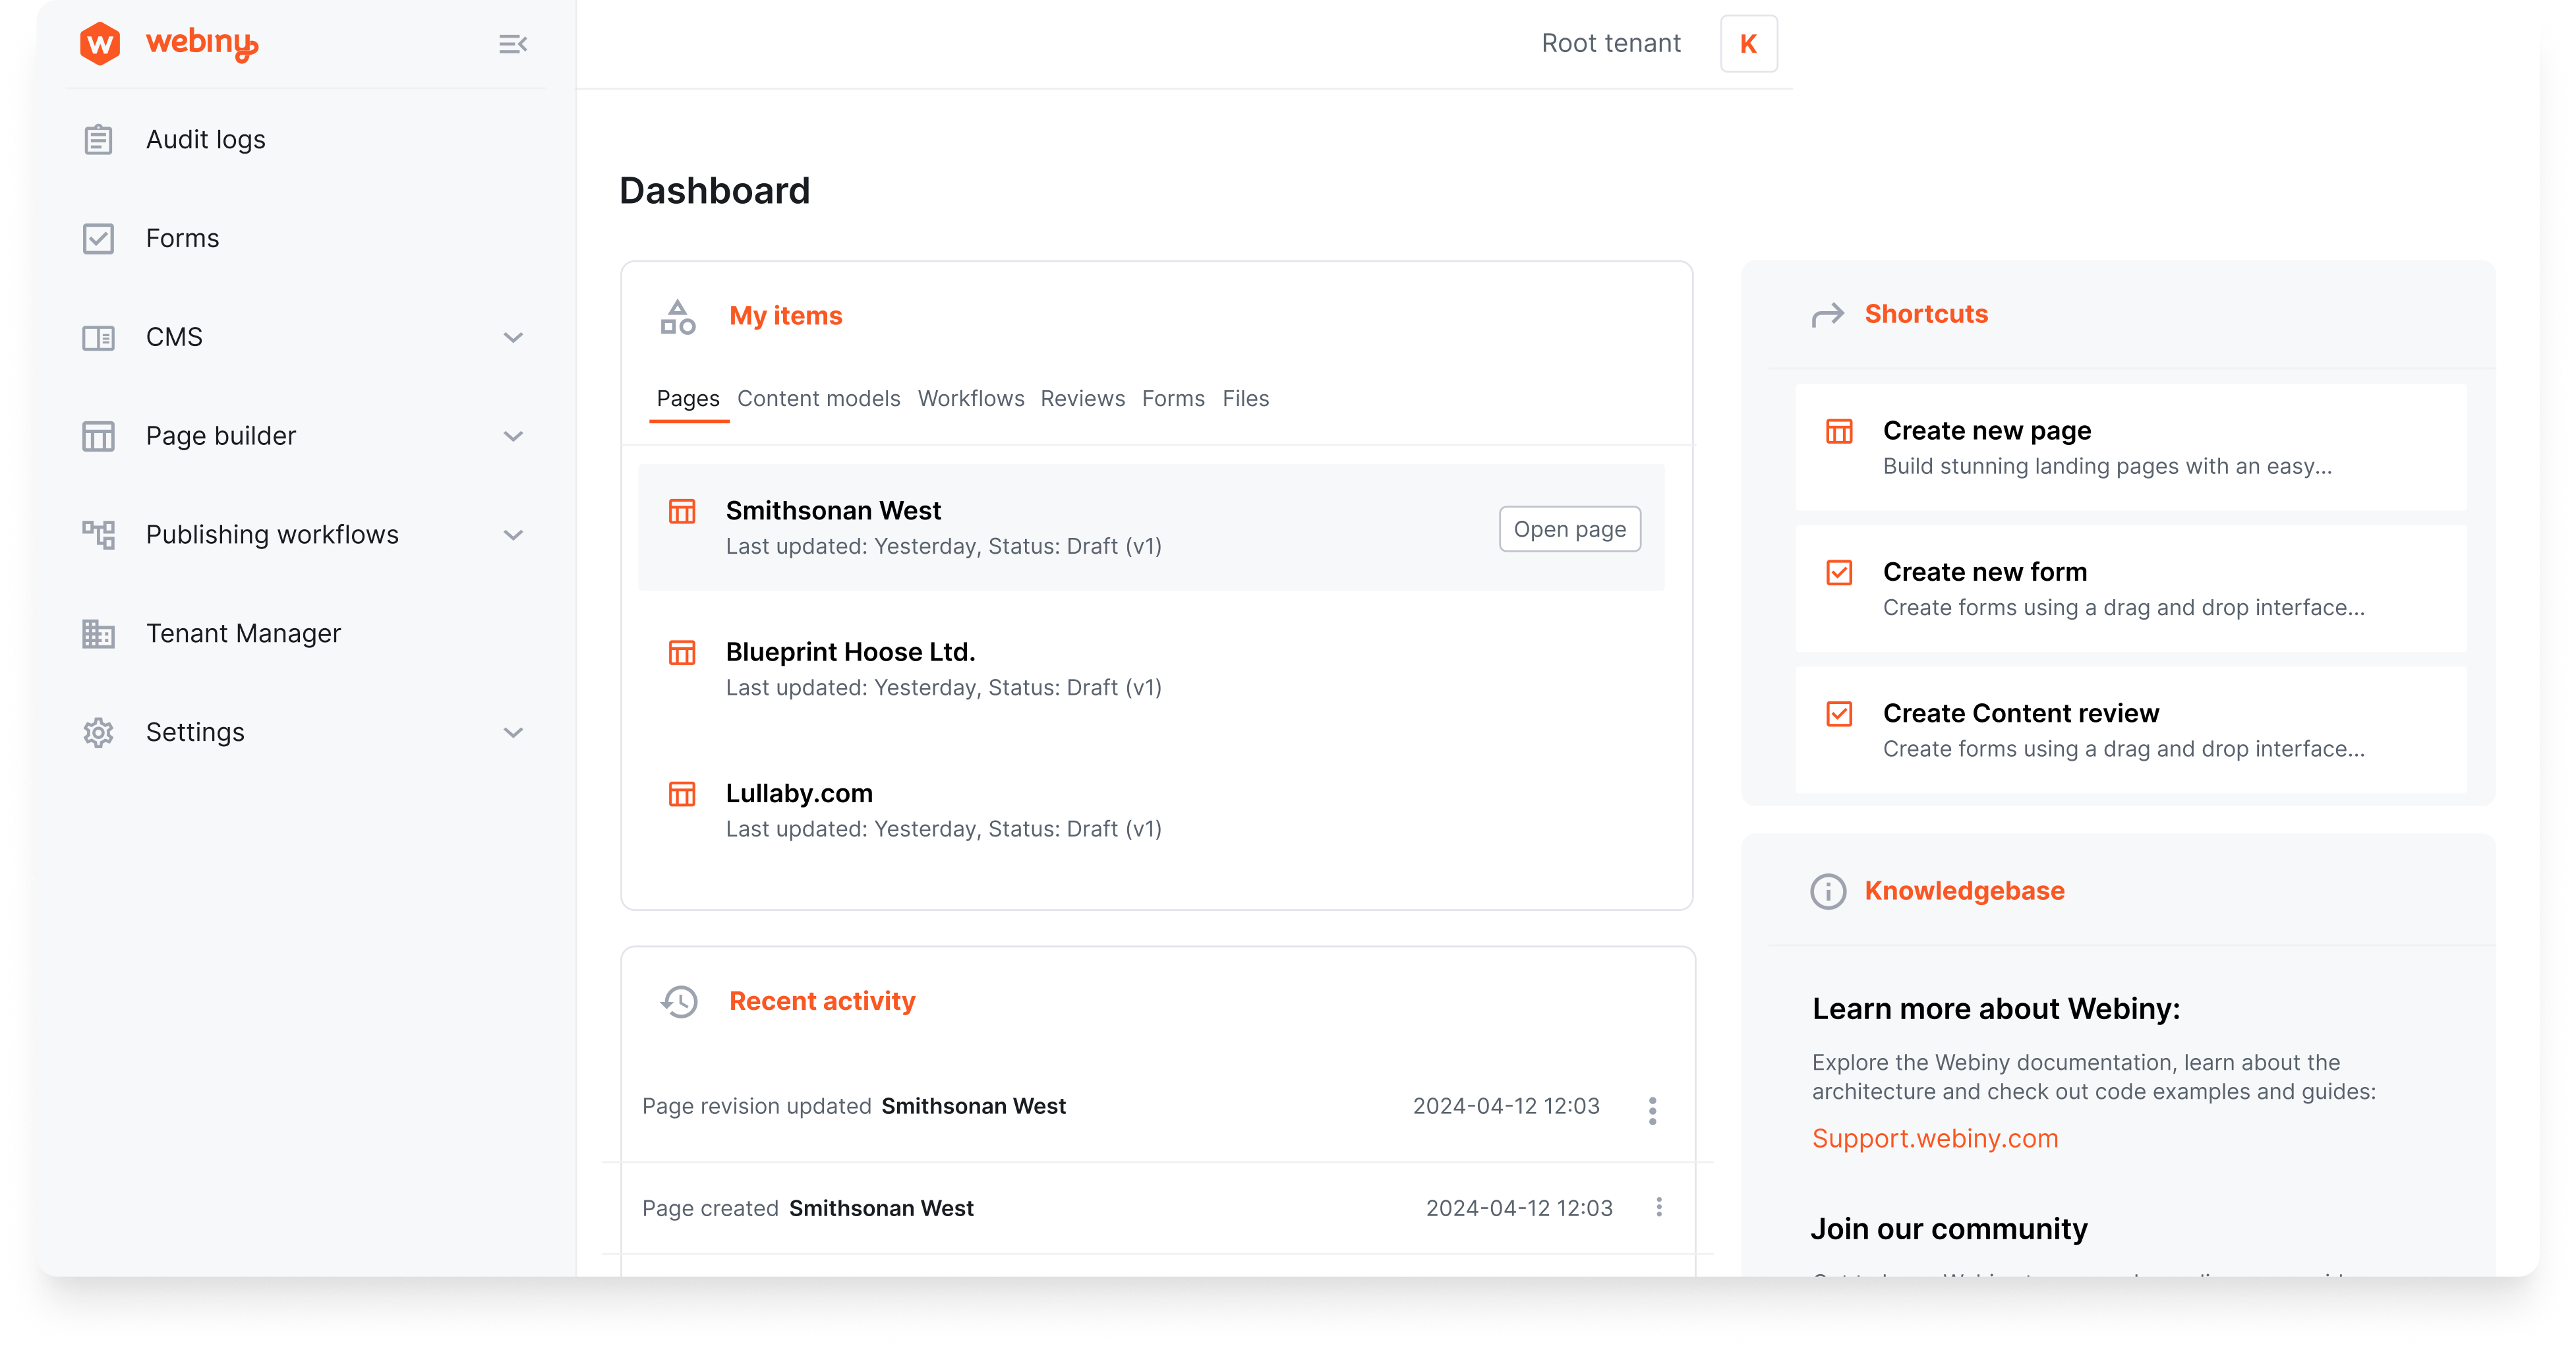 W webiny
Root tenant K
Audit logs
Forms
CMS
Page builder
Publishing workflows
Tenant Manager
Settings
Dashboard
My items
Pages Content models Workflows Reviews Forms Files
Smithsonan West
Last updated: Yesterday, Status: Draft (v1)
Open page
Blueprint Hoose Ltd.
Last updated: Yesterday, Status: Draft (v1)
Lullaby.com
Last updated: Yesterday, Status: Draft (v1)
Recent activity
Page revision updated Smithsonan West 2024-04-12 12:03
Page created Smithsonan West 2024-04-12 12:03
Shortcuts
Create new page
Build stunning landing pages with an easy...
Create new form
Create forms using a drag and drop interface...
Create Content review
Create forms using a drag and drop interface...
Knowledgebase
Learn more about Webiny:
Explore the Webiny documentation, learn about the
architecture and check out code examples and guides:
Support.webiny.com
Join our community